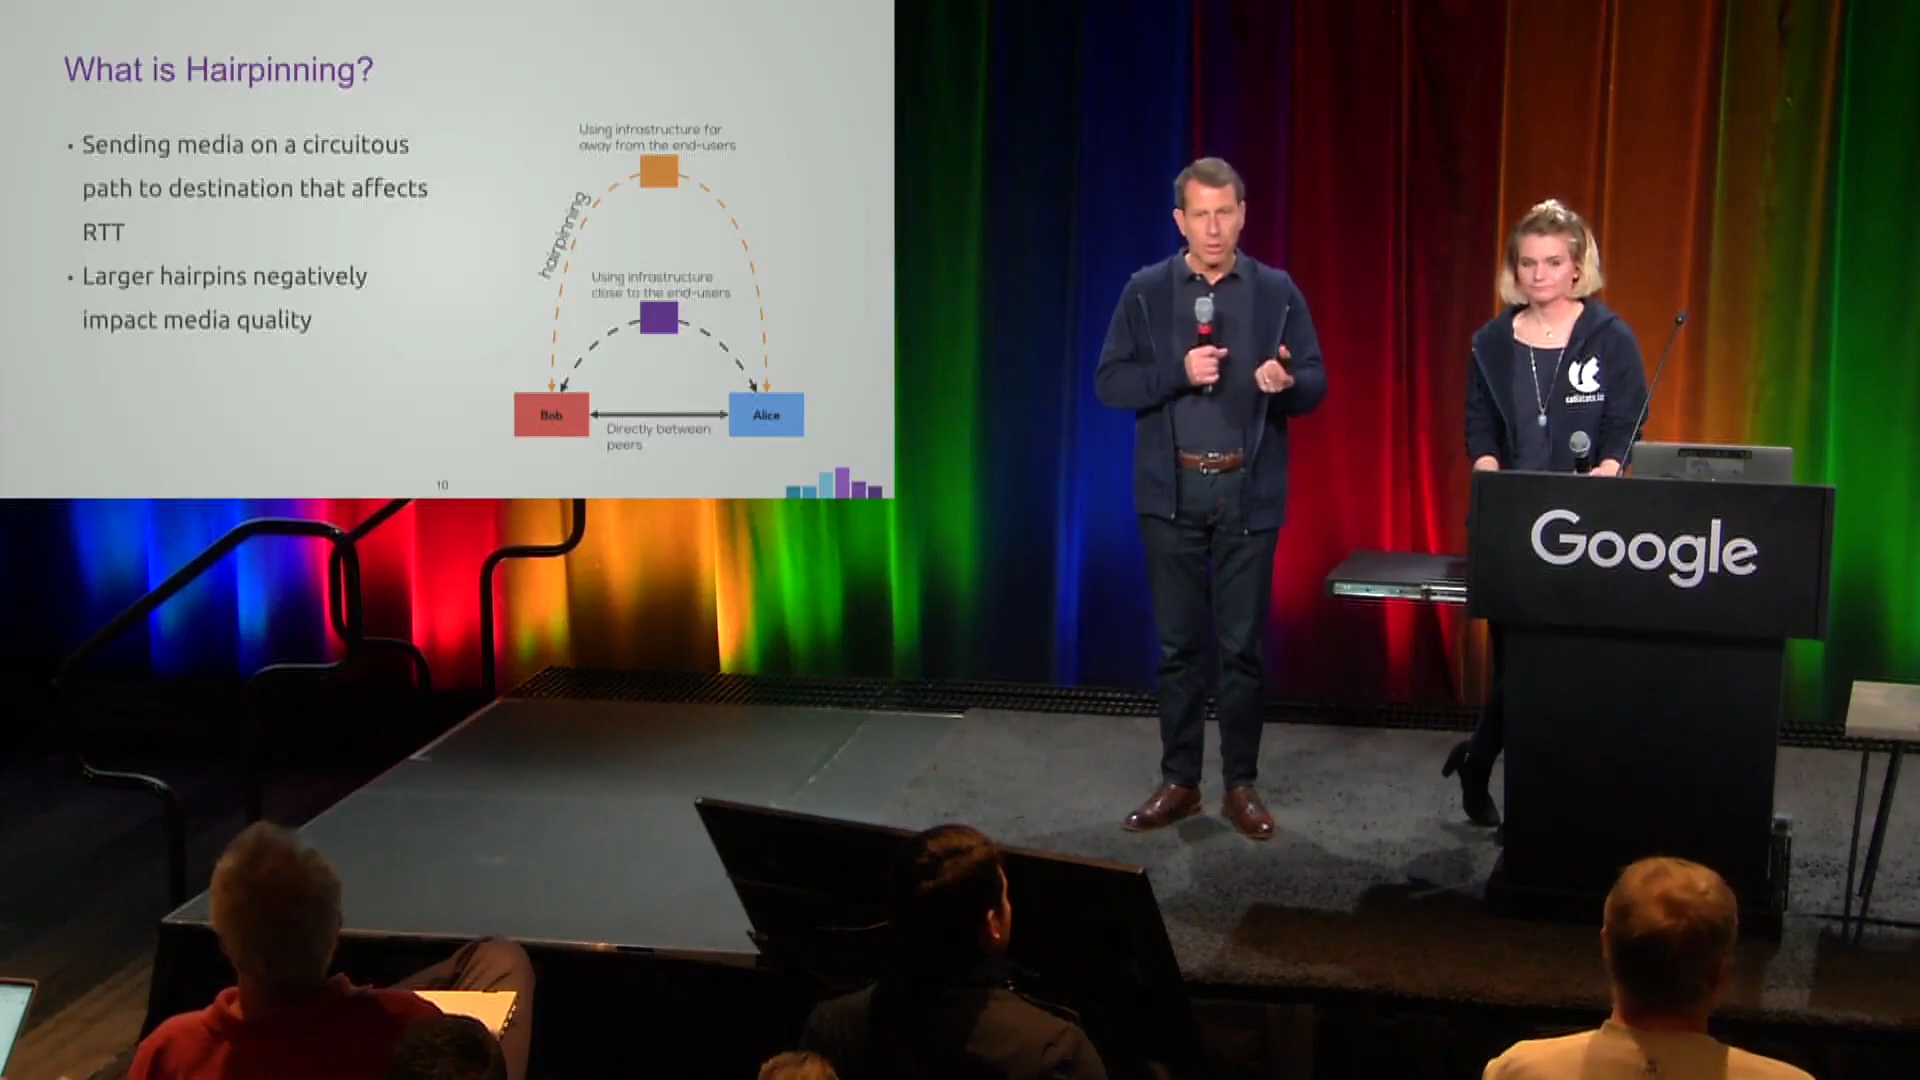 What is Hairpinning?
• Sending media on a circuitous
path to destination that affects
RTT
• Larger hairpins negatively
impact media quality
Using infrastructure far
away from the end-users
hairpinning
Using infrastructure
close to the end-users
Bob
Alice
Directly between
peers
10
callstats.io
Google